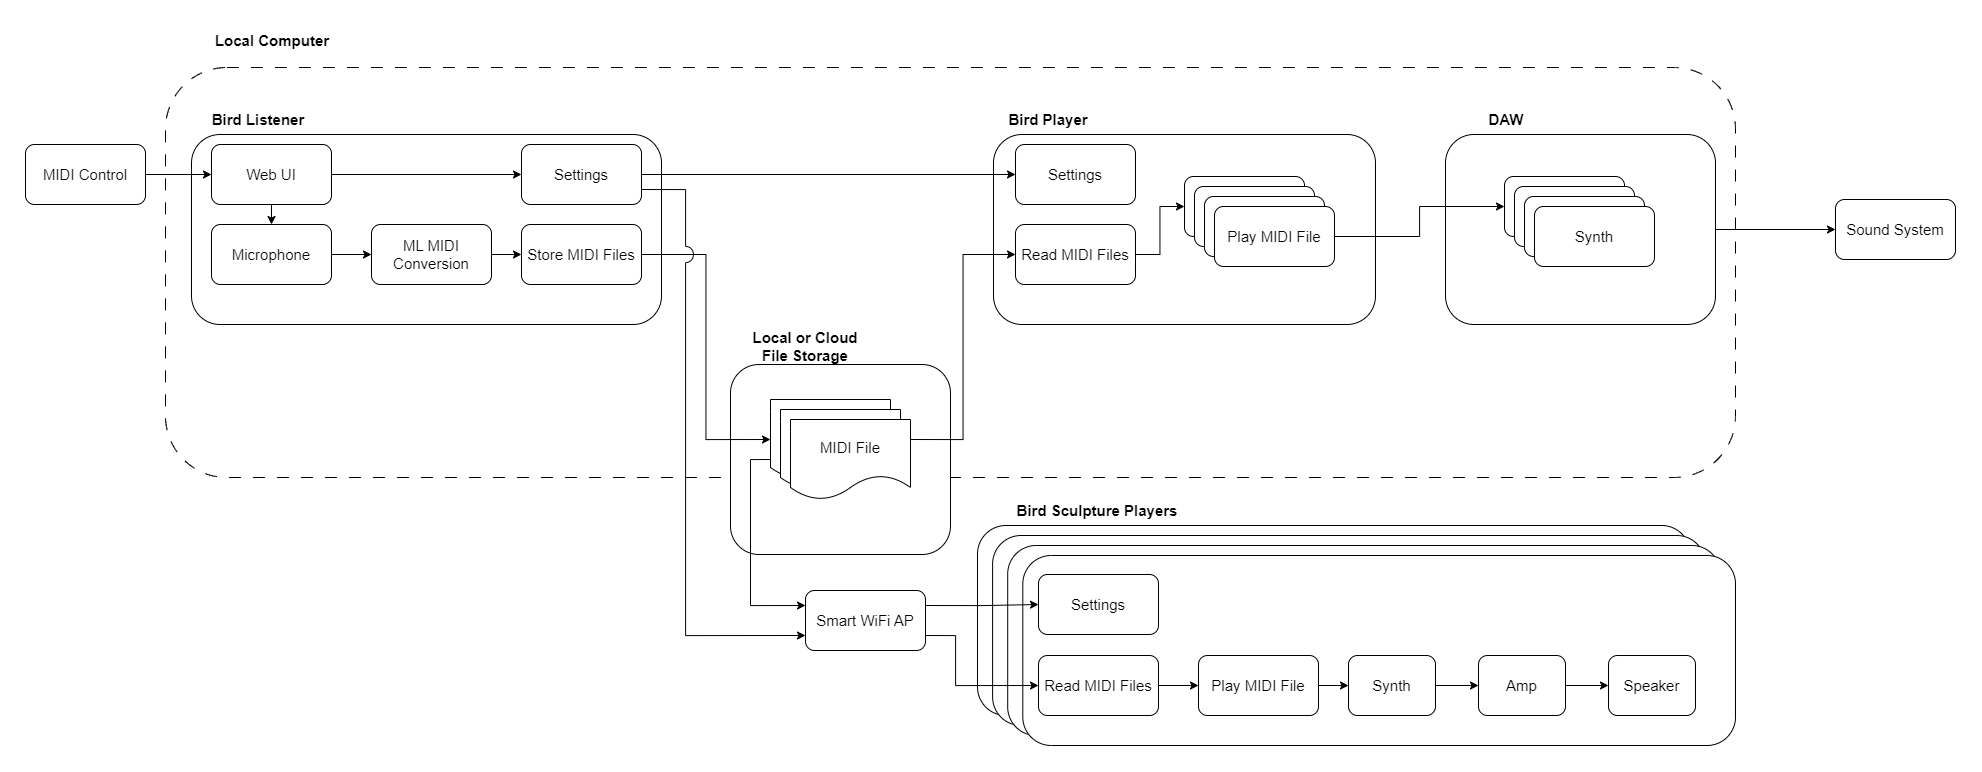 Local Computer
Bird Listener
Bird Player
DAW
MIDI Control
Web UI
Settings
Settings
Microphone
ML MIDI
Conversion
Store MIDI Files
Read MIDI Files
Play MIDI File
Synth
Sound System
Local or Cloud
File Storage
MIDI File
Bird Sculpture Players
Smart WiFi AP
Settings
Read MIDI Files
Play MIDI File
Synth
Amp
Speaker